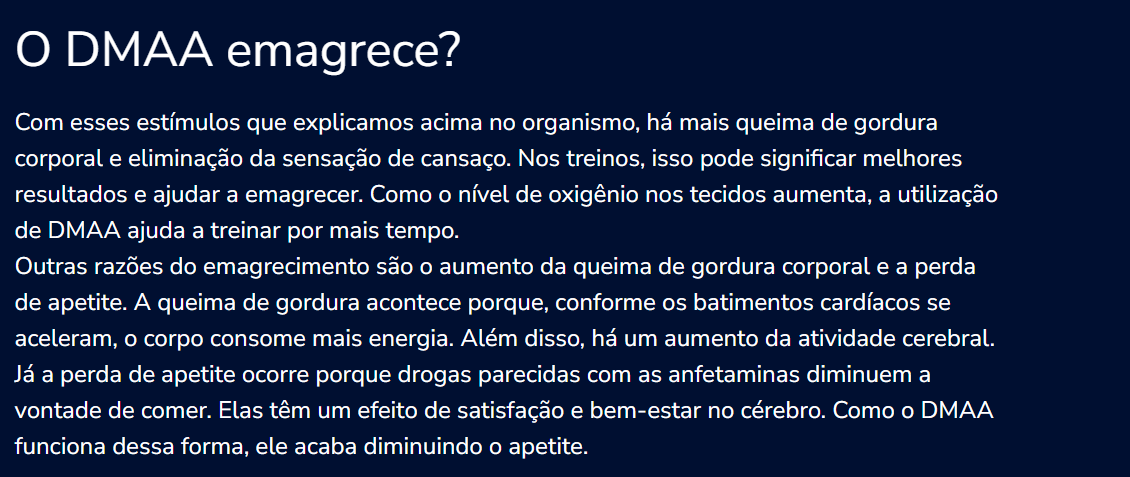 O DMAA emagrece?
Com esses estímulos que explicamos acima no organismo, há mais queima de gordura
corporal e eliminação da sensação de cansaço. Nos treinos, isso pode significar melhores
resultados e ajudar a emagrecer. Como o nível de oxigênio nos tecidos aumenta, a utilização
de DMAA ajuda a treinar por mais tempo.
Outras razões do emagrecimento são o aumento da queima de gordura corporal e a perda
de apetite. A queima de gordura acontece porque, conforme os batimentos cardíacos se
aceleram, o corpo consome mais energia. Além disso, há um aumento da atividade cerebral.
Já a perda de apetite ocorre porque drogas parecidas com as anfetaminas diminuem a
vontade de comer. Elas têm um efeito de satisfação e bem-estar no cérebro. Como o DMAA
funciona dessa forma, ele acaba diminuindo o apetite.